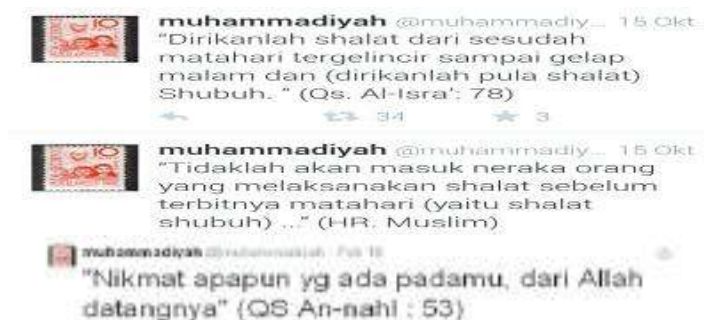 muhammadiyah @muhammadiy... 15 Okt
"Dirikanlah shalat dari sesudah
matahari tergelincir sampai gelap
malam dan (dirikanlah pula shalat)
Shubuh. " (Qs. Al-Isra': 78)
34 3
muhammadiyah @muhammadiy... 15 Okt
"Tidaklah akan masuk neraka orang
yang melaksanakan shalat sebelum
terbitnya matahari (yaitu shalat
shubuh) ..." (HR. Muslim)
muhammadiyah
"Nikmat apapun yg ada padamu, dari Allah
datangnya" (QS An-nahl : 53)